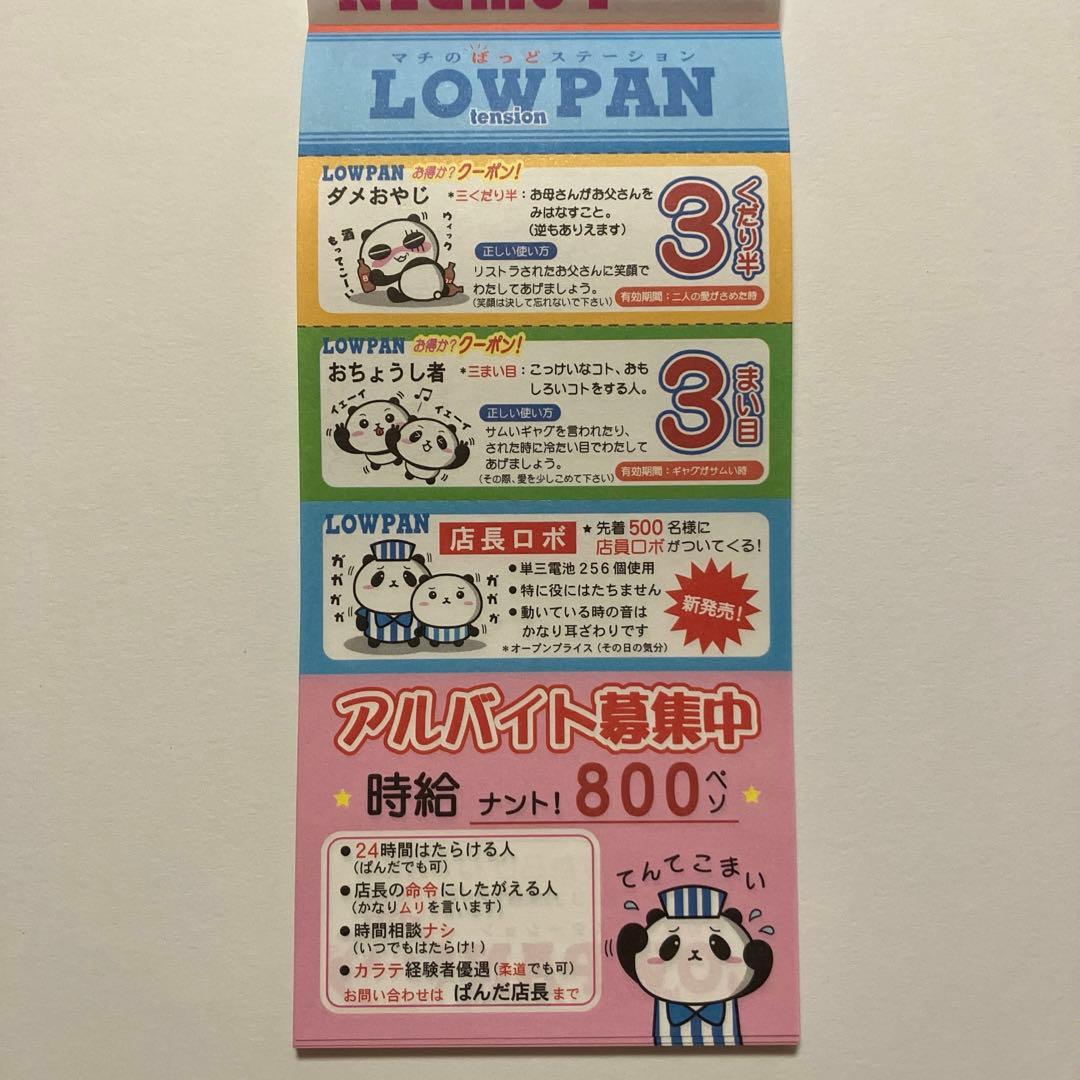 マチのばっどステーション
LOWPAN
tension
LOWPAN お得か?クーポン!
ダメおやじ
酒もってこーい
ウィック
*三くだり半:お母さんがお父さんを
みはなすこと。
(逆もありえます)
正しい使い方
リストラされたお父さんに笑顔で
わたしてあげましょう。
(笑顔は決して忘れないで下さい)
3くだり半
有効期間:二人の愛がさめた時
LOWPAN お得か?クーポン!
おちょうし者
イェーイ
イェーイ
*三まい目:こっけいなコト、おも
しろいコトをする人。
正しい使い方
サムいギャグを言われたり、
された時に冷たい目でわたして
あげましょう。
(その際、愛を少しこめて下さい)
3まい目
有効期間:ギャグがサムい時
LOWPAN
店長ロボ
ガガガガ
ガガガ
★先着500名様に
店員ロボがついてくる!
●単三電池256個使用
●特に役にはたちません
●動いている時の音は
かなり耳ざわりです
*オープンプライス(その日の気分)
新発売!
アルバイト募集中
時給 ナント!800ペソ
●24時間はたらける人
(ぱんだでも可)
●店長の命令にしたがえる人
(かなりムリを言います)
●時間相談ナシ
(いつでもはたらけ!)
●カラテ経験者優遇(柔道でも可)
お問い合わせは ぱんだ店長まで
てんてこまい